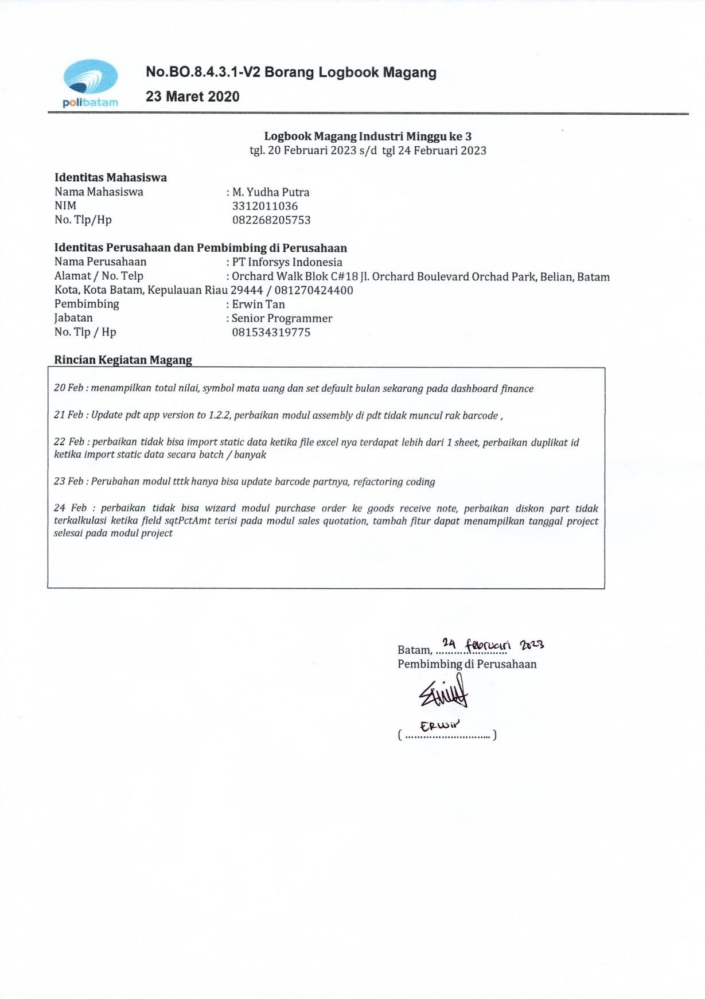 No.BO.8.4.3.1-V2 Borang Logbook Magang
23 Maret 2020
polibatam
Logbook Magang Industri Minggu ke 3
tgl. 20 Februari 2023 s/d tgl 24 Februari 2023
Identitas Mahasiswa
Nama Mahasiswa : M. Yudha Putra
NIM 3312011036
No. Tlp/Hp 082268205753
Identitas Perusahaan dan Pembimbing di Perusahaan
Nama Perusahaan : PT Inforsys Indonesia
Alamat / No. Telp : Orchard Walk Blok C#18 Jl. Orchard Boulevard Orchad Park, Belian, Batam
Kota, Kota Batam, Kepulauan Riau 29444 / 081270424400
Pembimbing : Erwin Tan
Jabatan : Senior Programmer
No. Tlp / Hp 081534319775
Rincian Kegiatan Magang
20 Feb : menampilkan total nilai, symbol mata uang dan set default bulan sekarang pada dashboard finance
21 Feb : Update pdt app version to 1.2.2, perbaikan modul assembly di pdt tidak muncul rak barcode ,
22 Feb : perbaikan tidak bisa import static data ketika file excel nya terdapat lebih dari 1 sheet, perbaikan duplikat id
ketika import static data secara batch / banyak
23 Feb : Perubahan modul tttk hanya bisa update barcode partnya, refactoring coding
24 Feb : perbaikan tidak bisa wizard modul purchase order ke goods receive note, perbaikan diskon part tidak
terkalkulasi ketika field sqtPctAmt terisi pada modul sales quotation, tambah fitur dapat menampilkan tanggal project
selesai pada modul project
Batam, 24 februari 2023
Pembimbing di Perusahaan
( ERWIN )